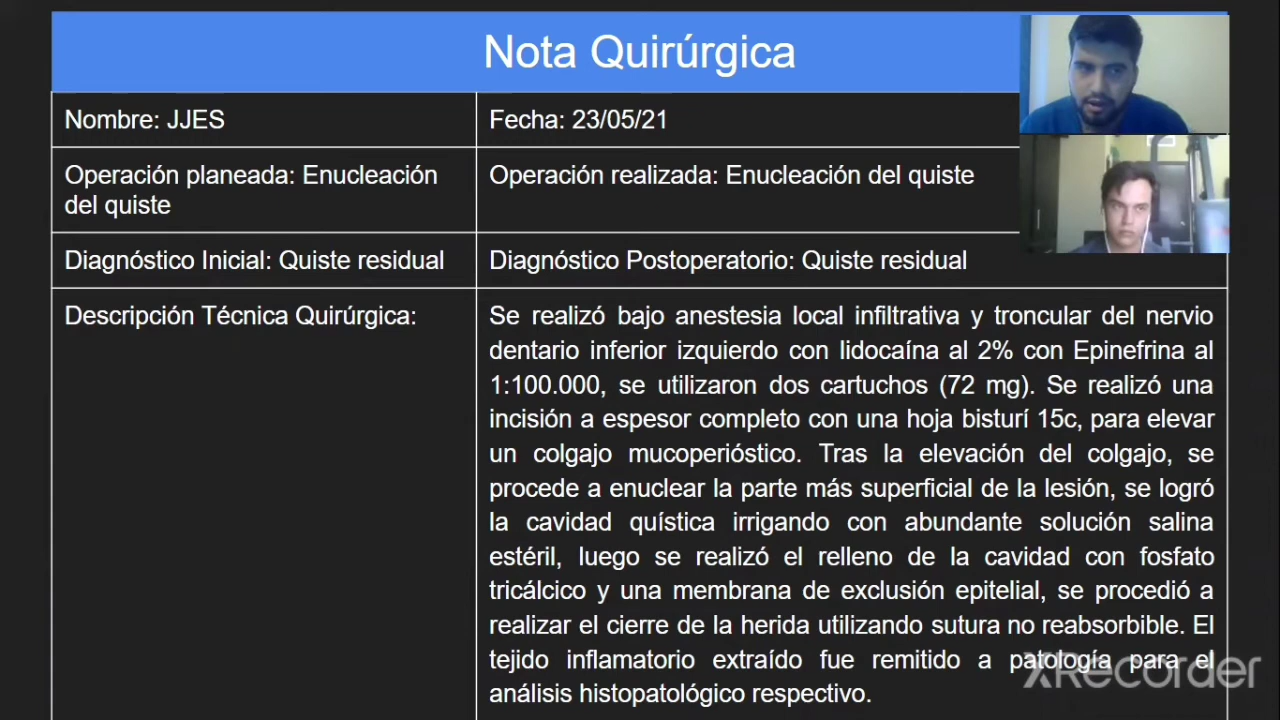 Nota Quirúrgica
Nombre: JJES
Fecha: 23/05/21
Operación planeada: Enucleación
del quiste
Operación realizada: Enucleación del quiste
Diagnóstico Inicial: Quiste residual
Diagnóstico Postoperatorio: Quiste residual
Descripción Técnica Quirúrgica:
Se realizó bajo anestesia local infiltrativa y troncular del nervio
dentario inferior izquierdo con lidocaína al 2% con Epinefrina al
1:100.000, se utilizaron dos cartuchos (72 mg). Se realizó una
incisión a espesor completo con una hoja bisturí 15c, para elevar
un colgajo mucoperióstico. Tras la elevación del colgajo, se
procede a enuclear la parte más superficial de la lesión, se logró
la cavidad quística irrigando con abundante solución salina
estéril, luego se realizó el relleno de la cavidad con fosfato
tricálcico y una membrana de exclusión epitelial, se procedió a
realizar el cierre de la herida utilizando sutura no reabsorbible. El
tejido inflamatorio extraído fue remitido a patología para el
análisis histopatológico respectivo.
XRecorder